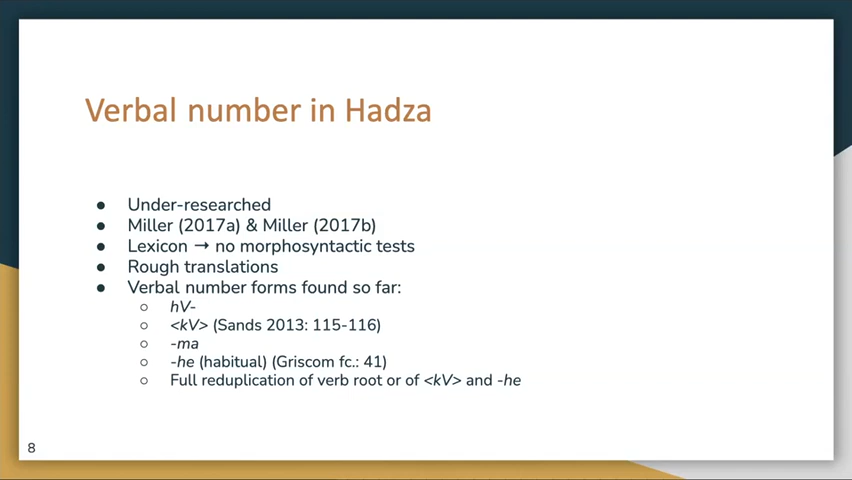 Verbal number in Hadza
● Under-researched
● Miller (2017a) & Miller (2017b)
● Lexicon → no morphosyntactic tests
● Rough translations
● Verbal number forms found so far:
○ hV-
○ <kV> (Sands 2013: 115-116)
○ -ma
○ -he (habitual) (Griscom fc.: 41)
○ Full reduplication of verb root or of <kV> and -he
8